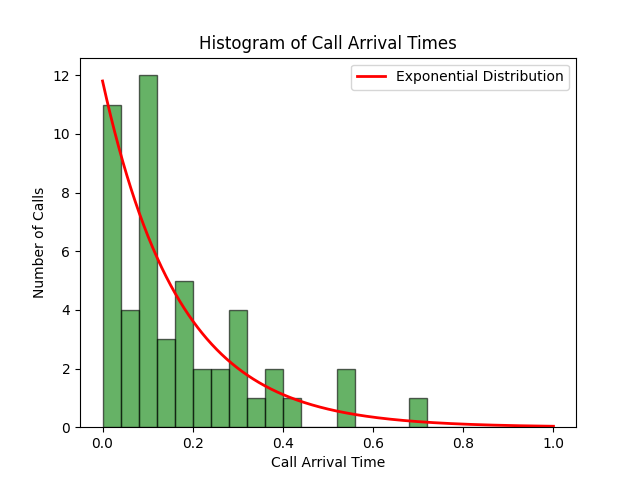 Histogram of Call Arrival Times
Exponential Distribution
12
10
8
6
4
2
0
Number of Calls
0.0 0.2 0.4 0.6 0.8 1.0
Call Arrival Time